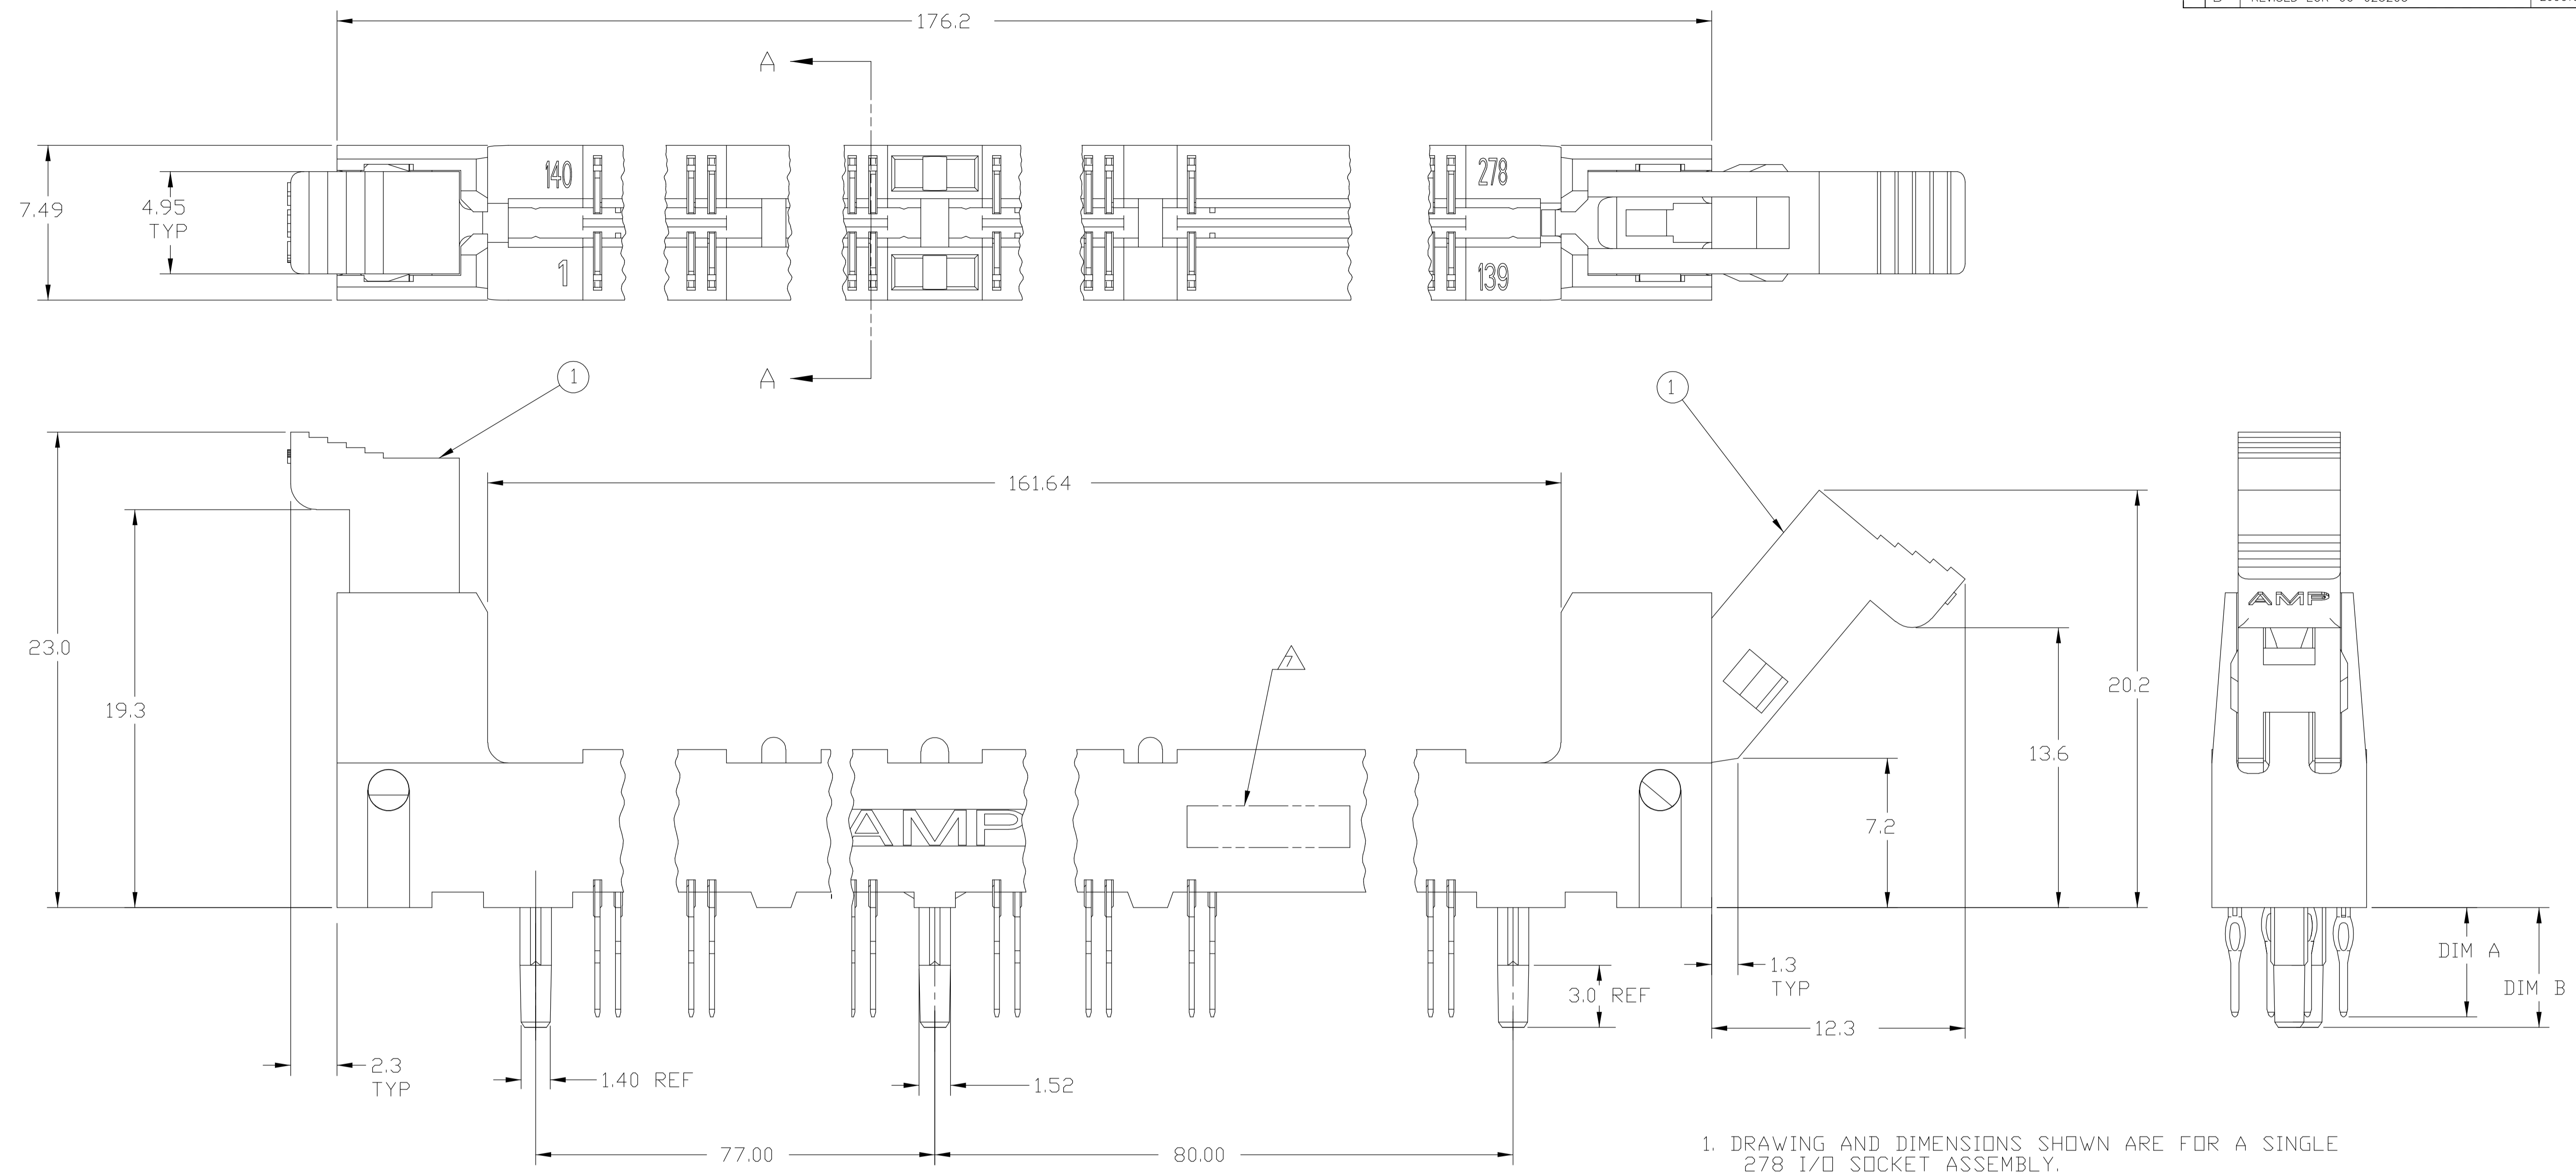 176.2
A
140
278
7.49
4.95
TYP
1
139
A
1
1
161.64
23.0
19.3
7
20.2
13.6
7.2
AMP
AMP
DIM A
DIM B
1.3
TYP
3.0 REF
12.3
2.3
TYP
1.40 REF
1.52
77.00
80.00
1. DRAWING AND DIMENSIONS SHOWN ARE FOR A SINGLE
278 I/O SOCKET ASSEMBLY.